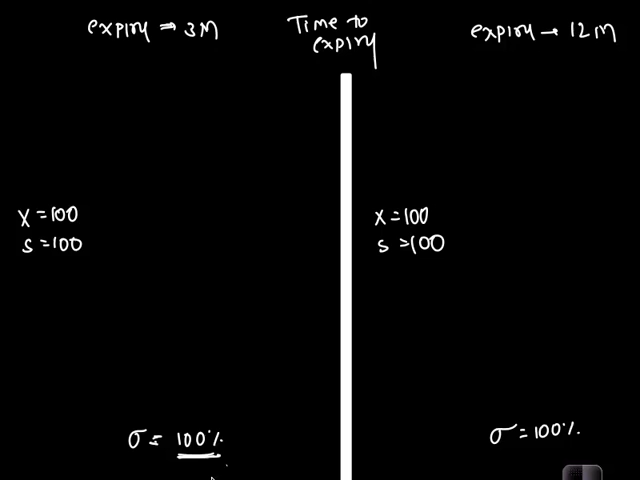 expiry → 3M
Time to
expiry
expiry → 12M
X = 100
S = 100
X = 100
S = 100
σ = 100%
σ = 100%